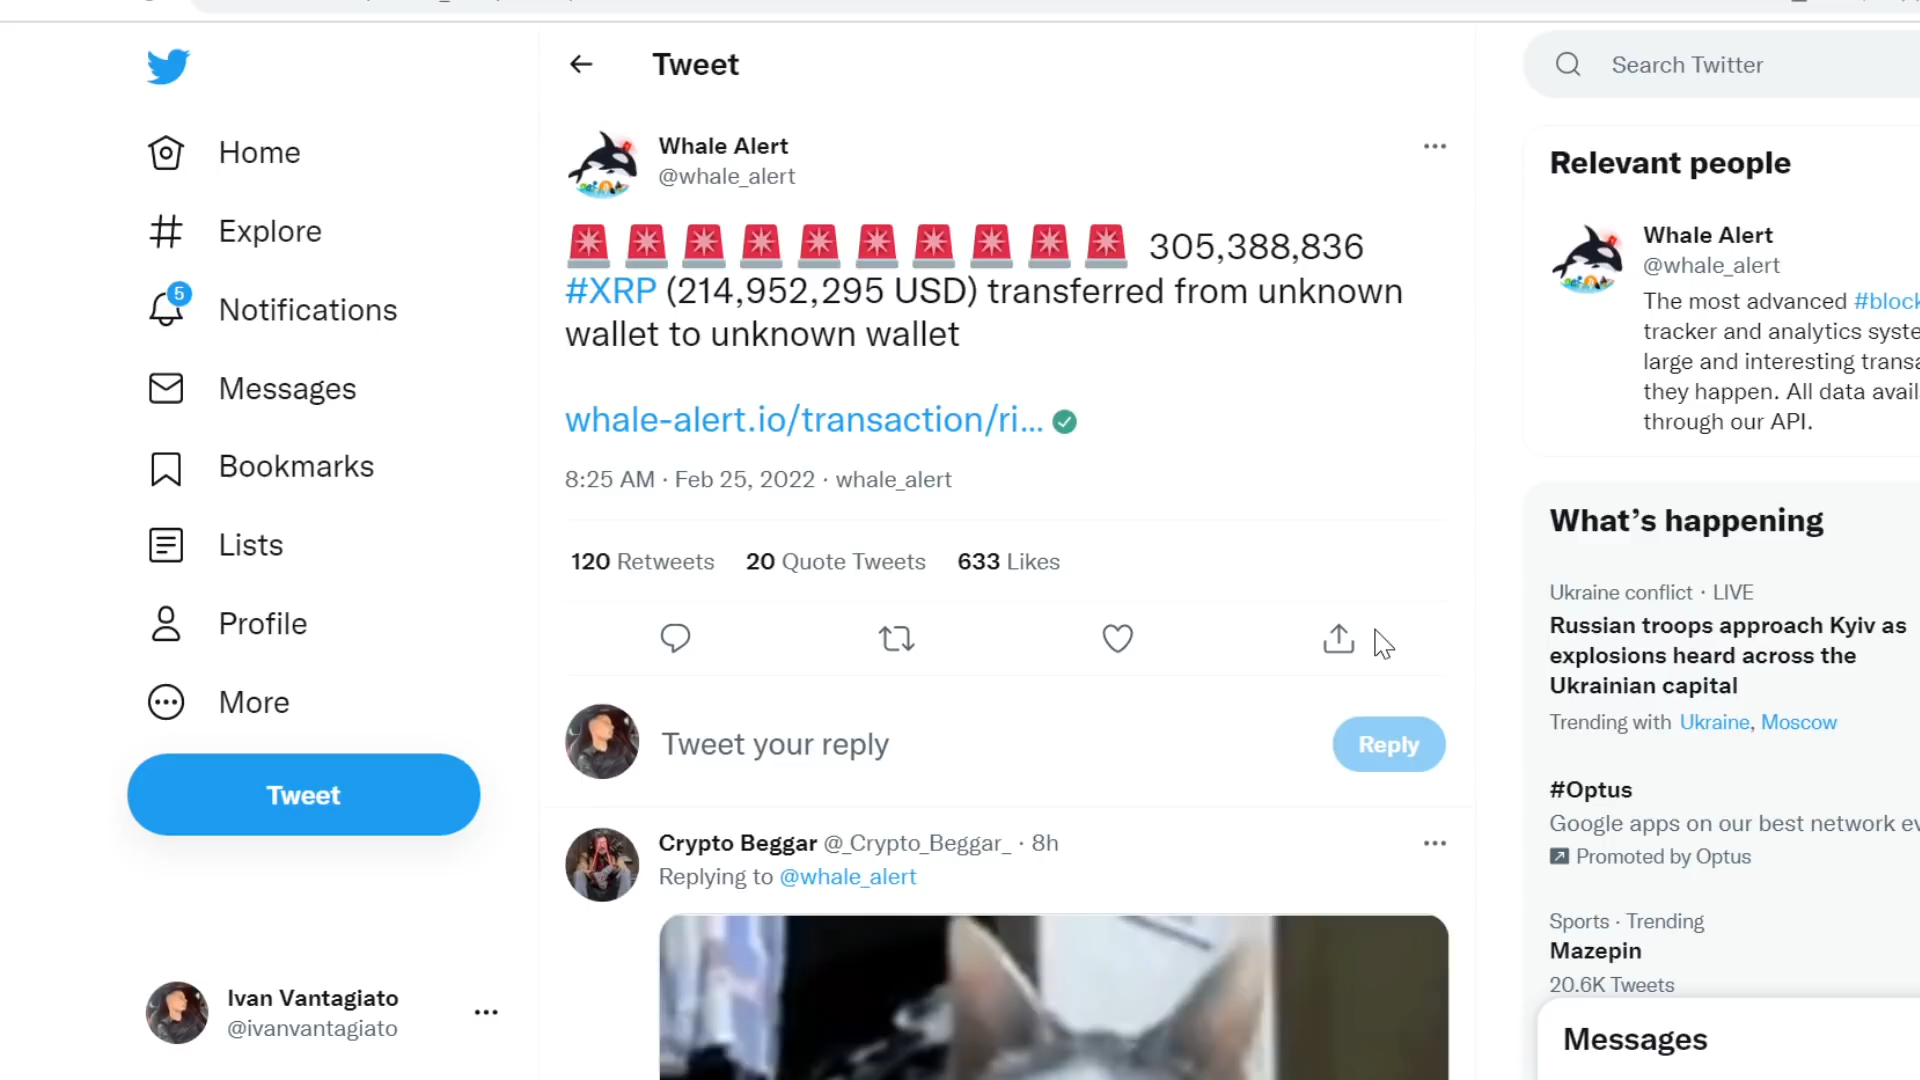 Home
Explore
5
Notifications
Messages
Bookmarks
Lists
Profile
More
Tweet
Ivan Vantagiato
@ivanvantagiato
Tweet
Whale Alert
@whale_alert
🚨 🚨 🚨 🚨 🚨 🚨 🚨 🚨 🚨 🚨 305,388,836
#XRP (214,952,295 USD) transferred from unknown
wallet to unknown wallet
whale-alert.io/transaction/ri...
8:25 AM · Feb 25, 2022 · whale_alert
120 Retweets 20 Quote Tweets 633 Likes
Tweet your reply
Reply
Crypto Beggar @_Crypto_Beggar_ · 8h
Replying to @whale_alert
Search Twitter
Relevant people
Whale Alert
@whale_alert
The most advanced
tracker and analytics
large and interesting
they happen. All data
through our API.
What’s happening
Ukraine conflict · LIVE
Russian troops approach Kyiv as
explosions heard across the
Ukrainian capital
Trending with Ukraine, Moscow
#Optus
Google apps on our best network
Promoted by Optus
Sports · Trending
Mazepin
20.6K Tweets
Messages